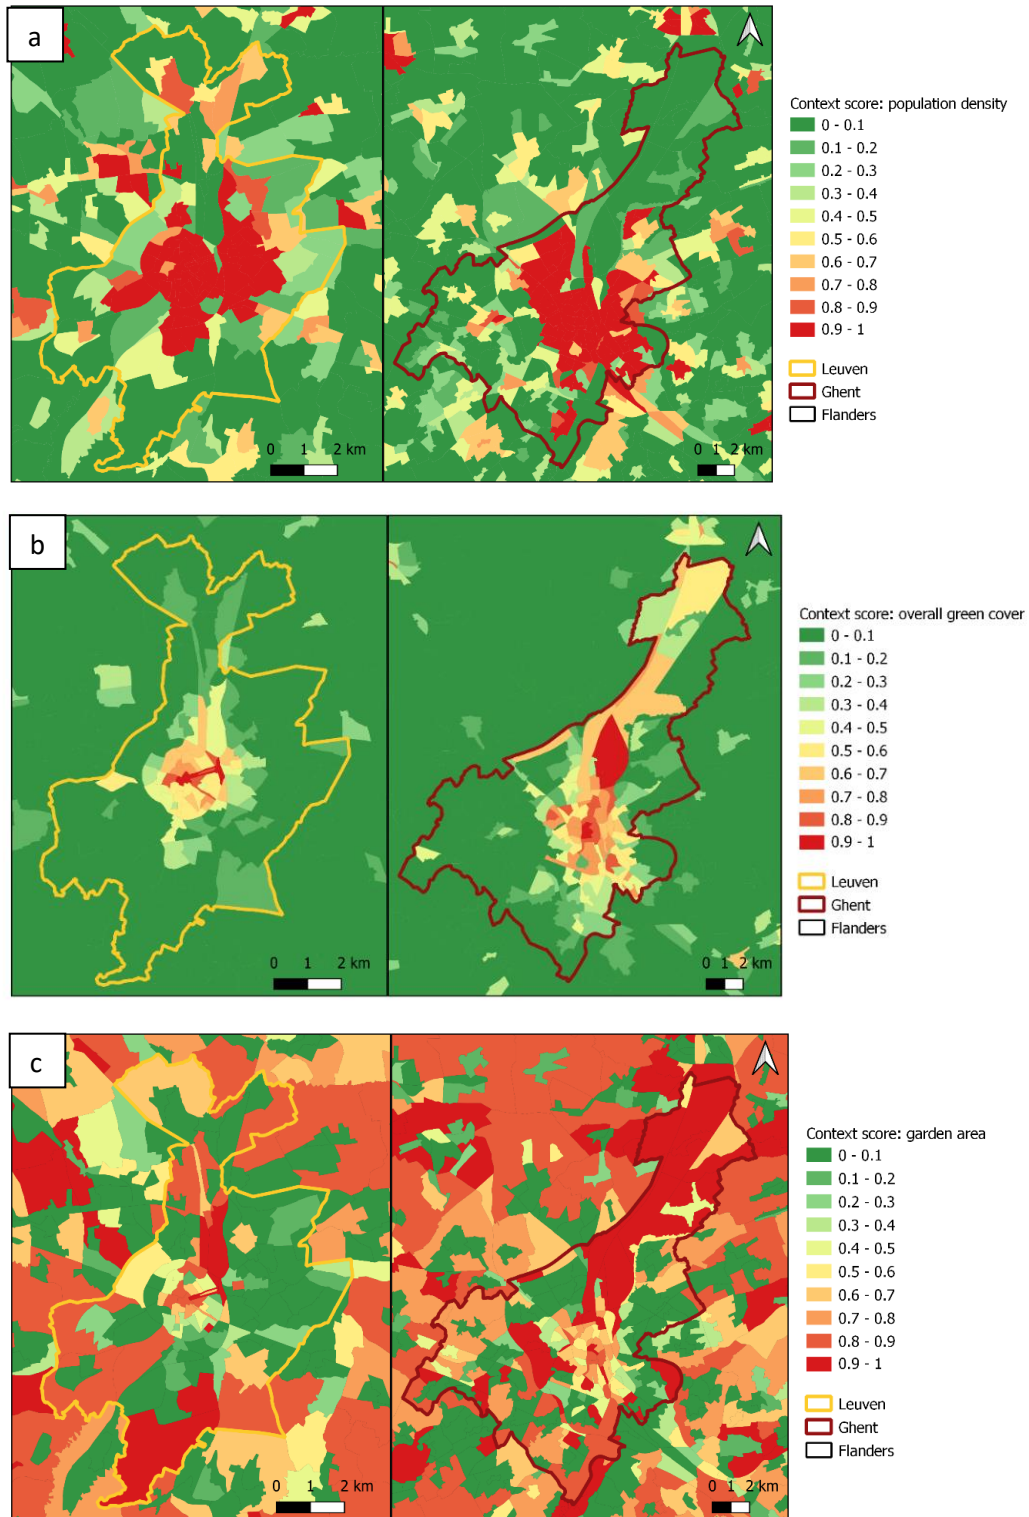 a
Context score: population density
0 - 0.1
0.1 - 0.2
0.2 - 0.3
0.3 - 0.4
0.4 - 0.5
0.5 - 0.6
0.6 - 0.7
0.7 - 0.8
0.8 - 0.9
0.9 - 1
Leuven
Ghent
Flanders
0 1 2 km
0 1 2 km
b
Context score: overall green cover
0 - 0.1
0.1 - 0.2
0.2 - 0.3
0.3 - 0.4
0.4 - 0.5
0.5 - 0.6
0.6 - 0.7
0.7 - 0.8
0.8 - 0.9
0.9 - 1
Leuven
Ghent
Flanders
0 1 2 km
0 1 2 km
c
Context score: garden area
0 - 0.1
0.1 - 0.2
0.2 - 0.3
0.3 - 0.4
0.4 - 0.5
0.5 - 0.6
0.6 - 0.7
0.7 - 0.8
0.8 - 0.9
0.9 - 1
Leuven
Ghent
Flanders
0 1 2 km
0 1 2 km